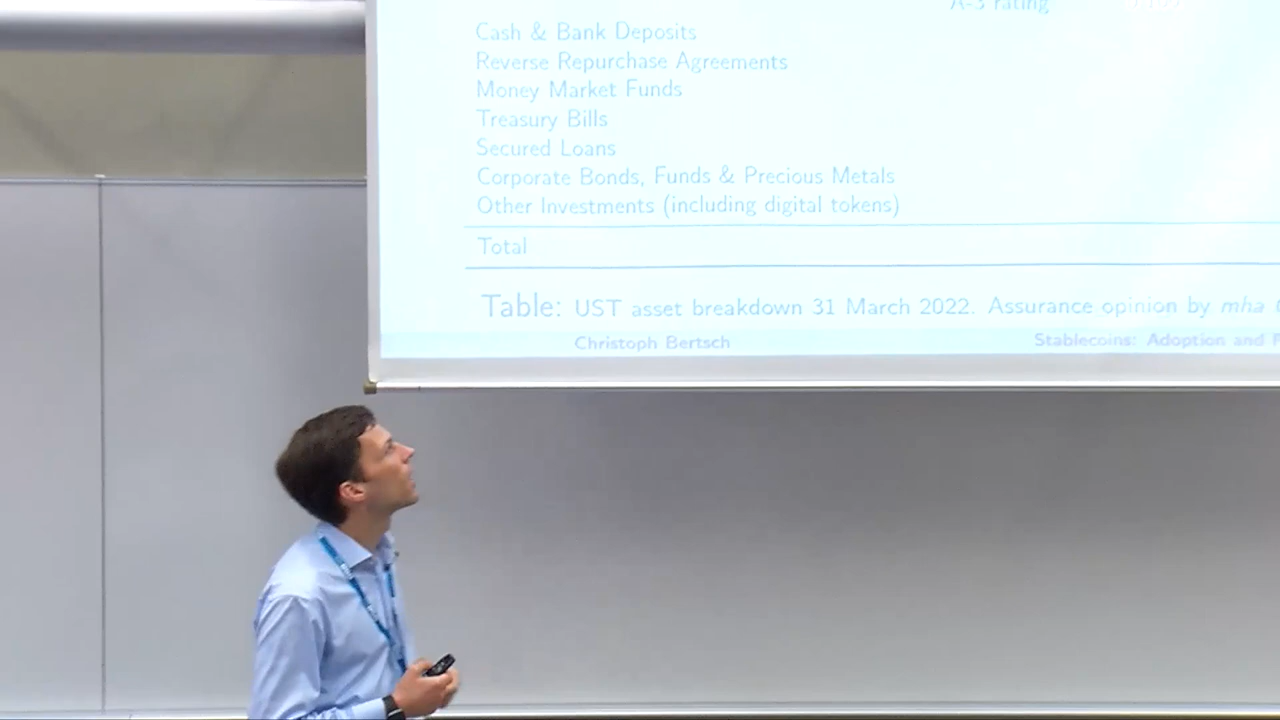 A-3 rating
Cash & Bank Deposits
Reverse Repurchase Agreements
Money Market Funds
Treasury Bills
Secured Loans
Corporate Bonds, Funds & Precious Metals
Other Investments (including digital tokens)
Total
Table: UST asset breakdown 31 March 2022. Assurance opinion by mha
Christoph Bertsch Stablecoins: Adoption and